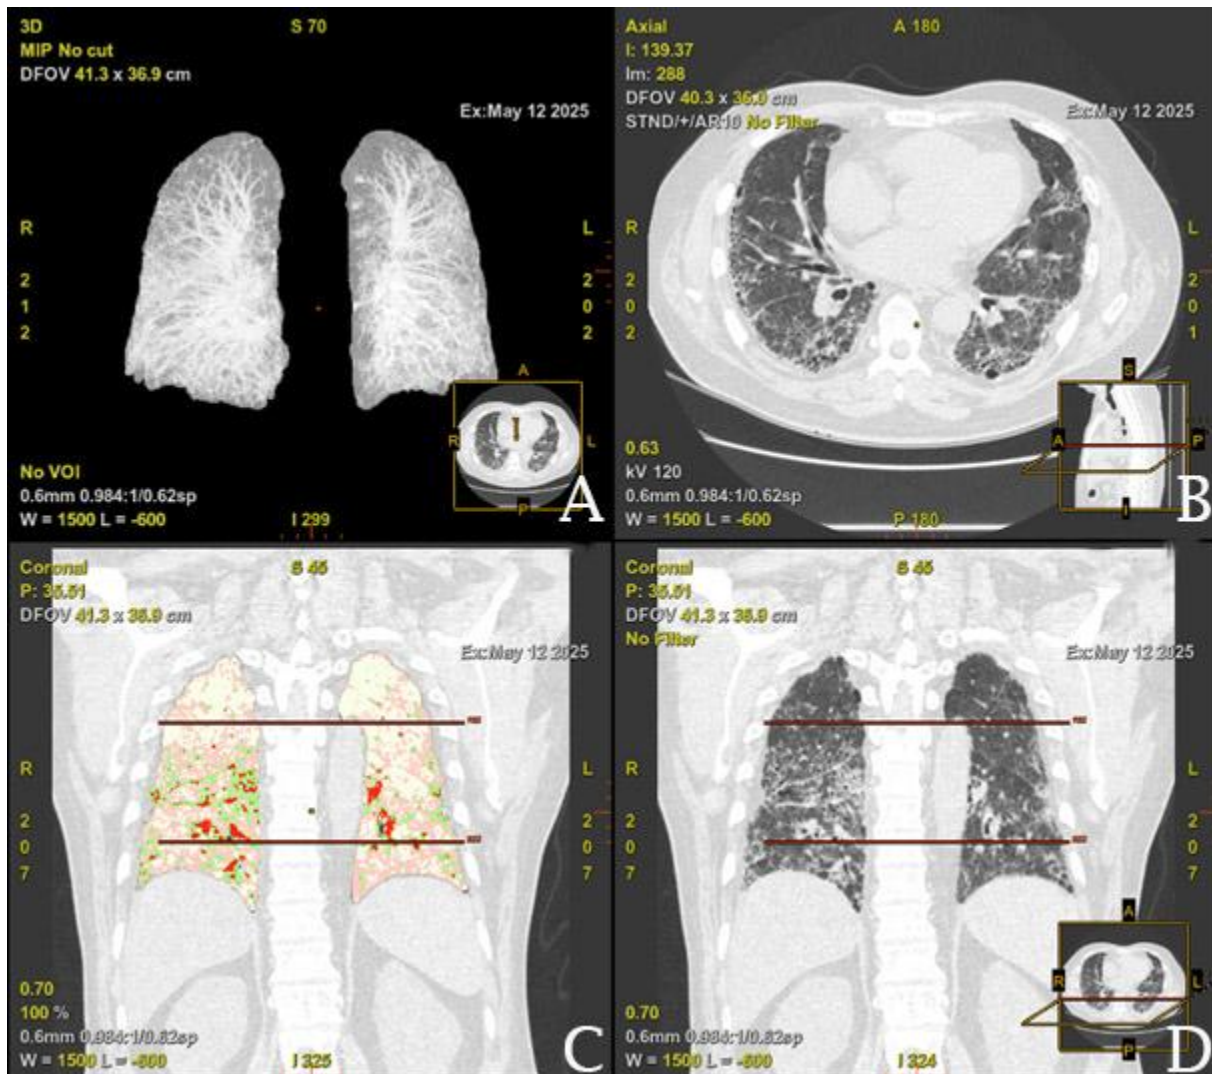 3D
S 70
MIP No cut
DFOV 41.3 x 36.9 cm
Ex:May 12 2025
R
L
2
1
2
2
0
2
A
R
L
P
No VOI
0.6mm 0.984:1/0.62sp
W = 1500 L = -600
I 299
A
Axial
A 180
I: 139.37
Im: 288
DFOV 40.3 x 36.0 cm
STND/+/AR10 No Filter
Ex:May 12 2025
R
L
2
0
2
2
0
1
S
A
P
I
0.63
kV 120
0.6mm 0.984:1/0.62sp
W = 1500 L = -600
P 180
B
Coronal
S 45
P: 35.51
DFOV 41.3 x 36.9 cm
Ex:May 12 2025
R
L
2
0
7
2
0
7
0.70
100 %
0.6mm 0.984:1/0.62sp
W = 1500 L = -600
I 325
C
Coronal
S 45
P: 35.51
DFOV 41.3 x 36.9 cm
No Filter
Ex:May 12 2025
R
L
2
0
7
2
0
7
A
R
L
P
0.70
0.6mm 0.984:1/0.62sp
W = 1500 L = -600
I 324
D